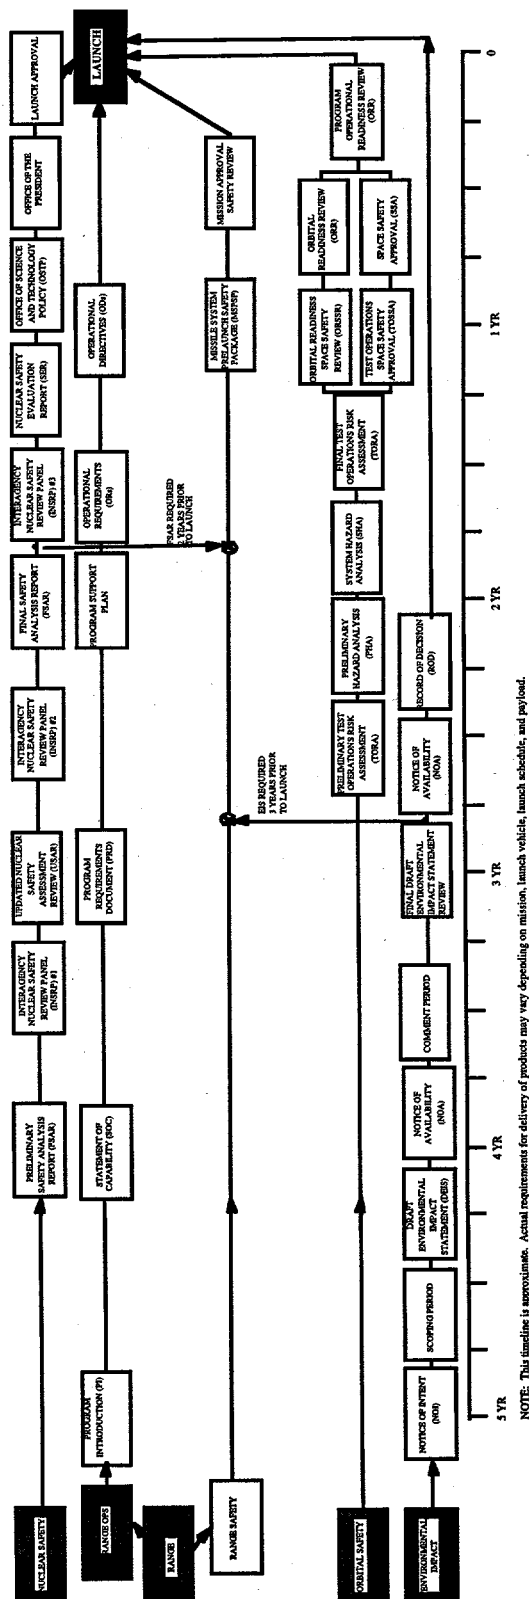 NUCLEAR SAFETY
PRELIMINARY
SAFETY ANALYSIS
REPORT (PSAR)
INTERAGENCY
NUCLEAR SAFETY
REVIEW PANEL
(INSRP) #1
UPDATED NUCLEAR
SAFETY
ASSESSMENT
REVIEW (USAR)
INTERAGENCY
NUCLEAR SAFETY
REVIEW PANEL
(INSRP) #2
FINAL SAFETY
ANALYSIS REPORT
(FSAR)
INTERAGENCY
NUCLEAR SAFETY
REVIEW PANEL
(INSRP) #3
NUCLEAR SAFETY
EVALUATION
REPORT (SER)
OFFICE OF SCIENCE
AND TECHNOLOGY
POLICY (OSTP)
OFFICE OF THE
PRESIDENT
LAUNCH APPROVAL
LAUNCH
RANGE OPS
PROGRAM
INTRODUCTION (PI)
STATEMENT OF
CAPABILITY (SOC)
PROGRAM
REQUIREMENTS
DOCUMENT (PRD)
PROGRAM SUPPORT
PLAN
OPERATIONAL
REQUIREMENTS
(ORs)
OPERATIONAL
DIRECTIVES (ODs)
RANGE
FSAR REQUIRED
2 YEARS PRIOR
TO LAUNCH
RANGE SAFETY
MISSILE SYSTEM
PRELAUNCH SAFETY
PACKAGE (MSPSP)
MISSION APPROVAL
SAFETY REVIEW
EIS REQUIRED
3 YEARS PRIOR
TO LAUNCH
ORBITAL SAFETY
PRELIMINARY TEST
OPERATIONS RISK
ASSESSMENT
(TORA)
PRELIMINARY
HAZARD ANALYSIS
(PHA)
SYSTEM HAZARD
ANALYSIS (SHA)
FINAL TEST
OPERATIONS RISK
ASSESSMENT
(TORA)
ORBITAL READINESS
SPACE SAFETY
REVIEW (ORSSR)
ORBITAL
READINESS REVIEW
(ORR)
TEST OPERATIONS
SPACE SAFETY
APPROVAL (TOSSA)
SPACE SAFETY
APPROVAL (SSA)
PROGRAM
OPERATIONAL
READINESS REVIEW
(ORR)
ENVIRONMENTAL
IMPACT
NOTICE OF INTENT
(NOI)
SCOPING PERIOD
DRAFT
ENVIRONMENTAL
IMPACT
STATEMENT (DEIS)
NOTICE OF
AVAILABILITY
(NOA)
COMMENT PERIOD
FINAL DRAFT
ENVIRONMENTAL
IMPACT STATEMENT
REVIEW
NOTICE OF
AVAILABILITY
(NOA)
RECORD OF DECISION
(ROD)
5 YR
4 YR
3 YR
2 YR
1 YR
0
NOTE: This timeline is approximate. Actual requirements for delivery of products may vary depending on mission, launch vehicle, launch schedule, and payload.